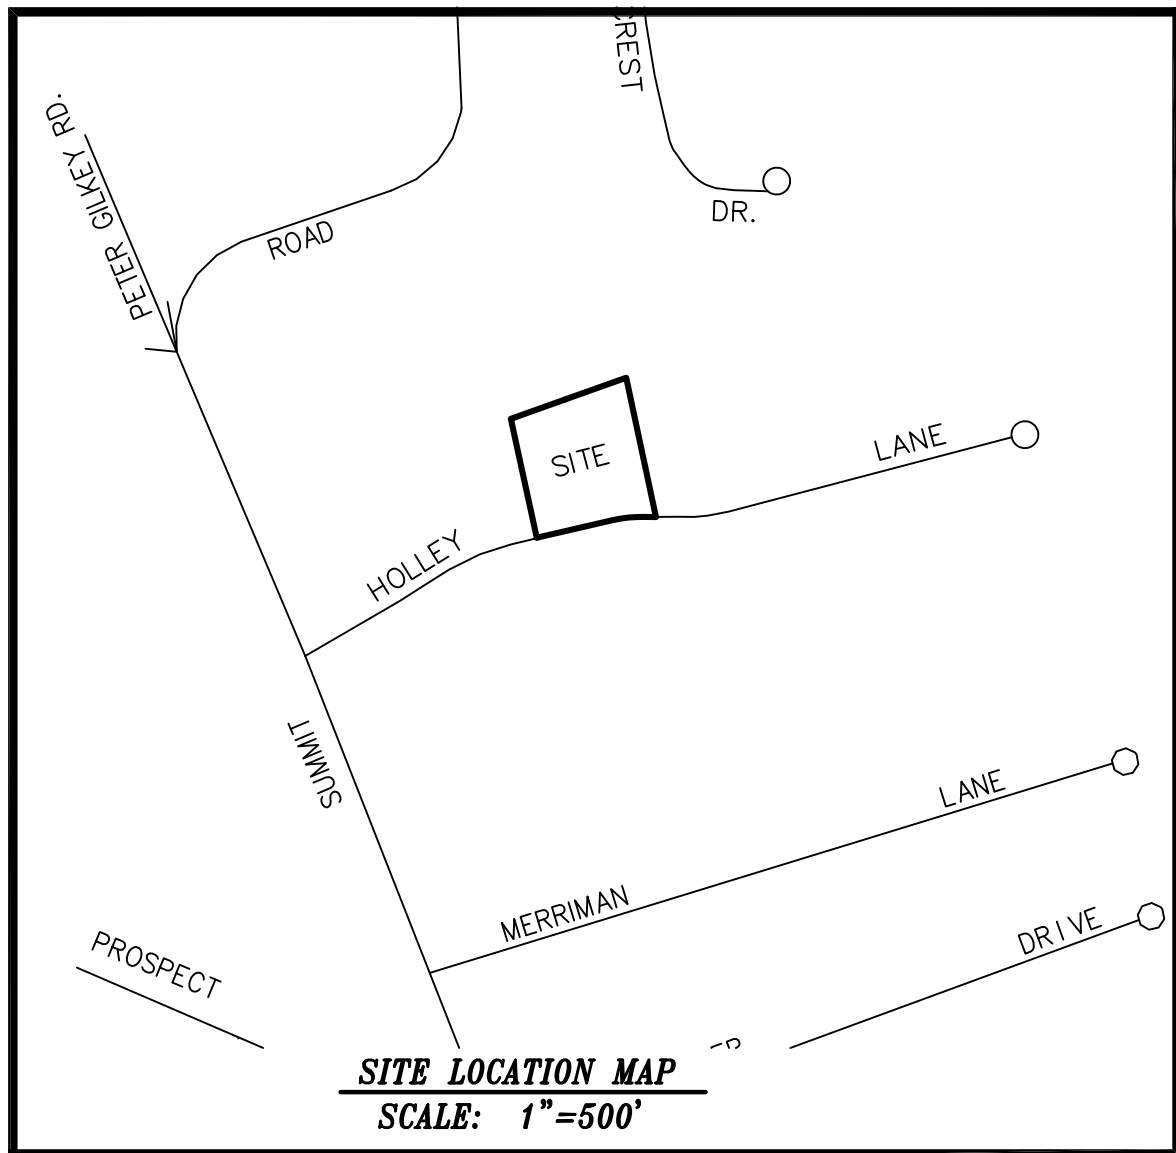 CREST
DR.
PETER GILKEY RD.
ROAD
SITE
LANE
HOLLEY
SUMMIT
LANE
MERRIMAN
DRIVE
PROSPECT
SITE LOCATION MAP
SCALE: 1"=500'